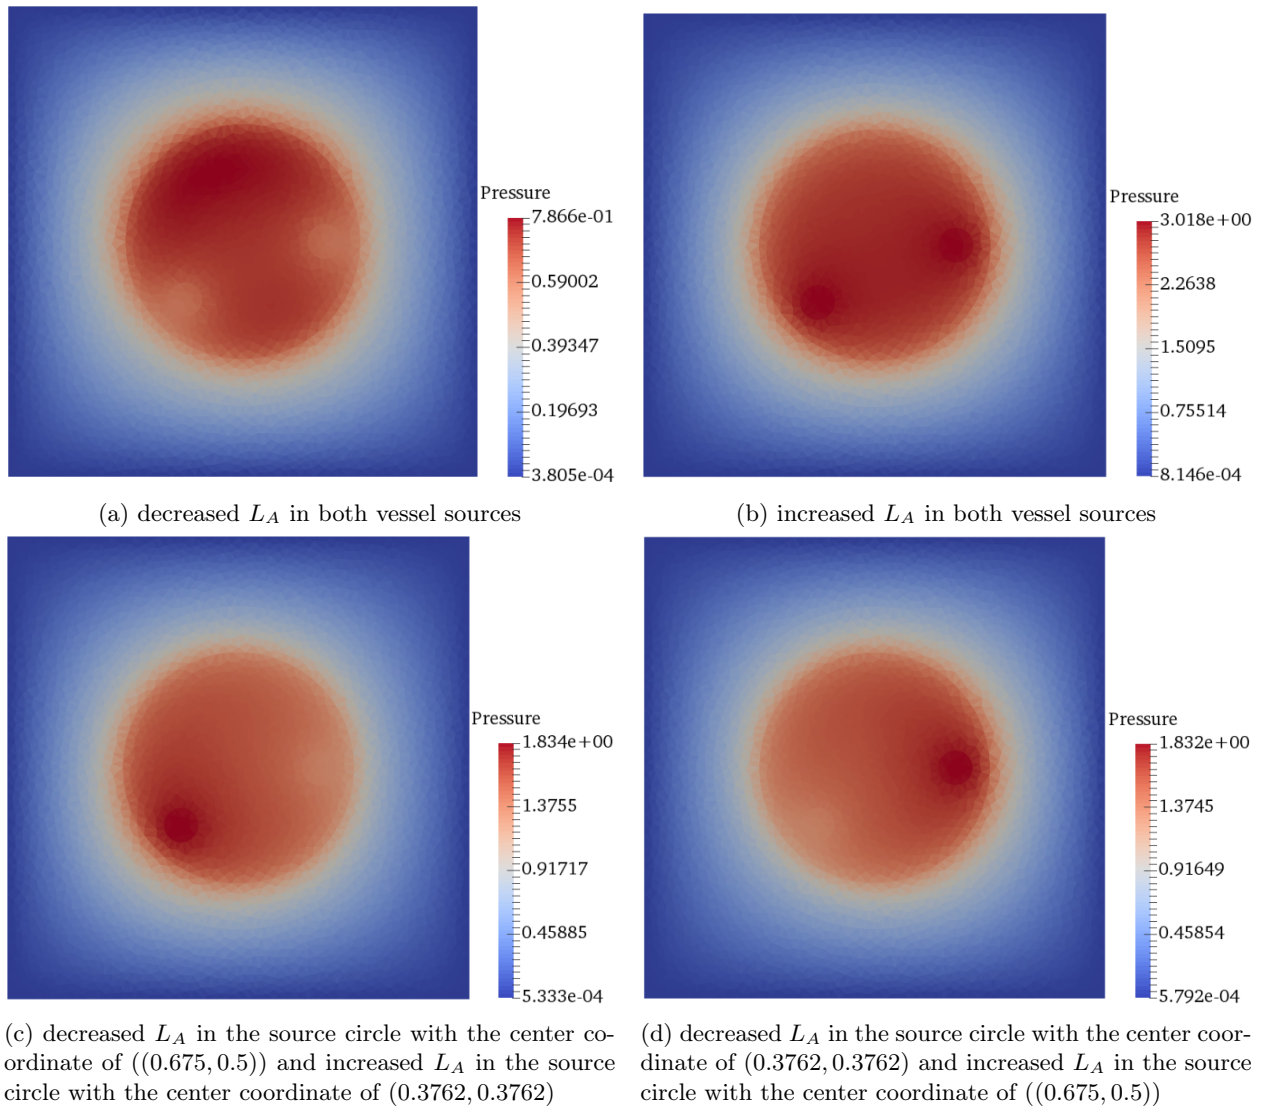 Pressure
7.866e-01
0.59002
0.39347
0.19693
3.805e-04
(a) decreased L_A in both vessel sources
Pressure
3.018e+00
2.2638
1.5095
0.75514
8.146e-04
(b) increased L_A in both vessel sources
Pressure
1.834e+00
1.3755
0.91717
0.45885
5.333e-04
(c) decreased L_A in the source circle with the center co-
ordinate of ((0.675, 0.5)) and increased L_A in the source
circle with the center coordinate of (0.3762, 0.3762)
Pressure
1.832e+00
1.3745
0.91649
0.45854
5.792e-04
(d) decreased L_A in the source circle with the center coor-
dinate of (0.3762, 0.3762) and increased L_A in the source
circle with the center coordinate of ((0.675, 0.5))